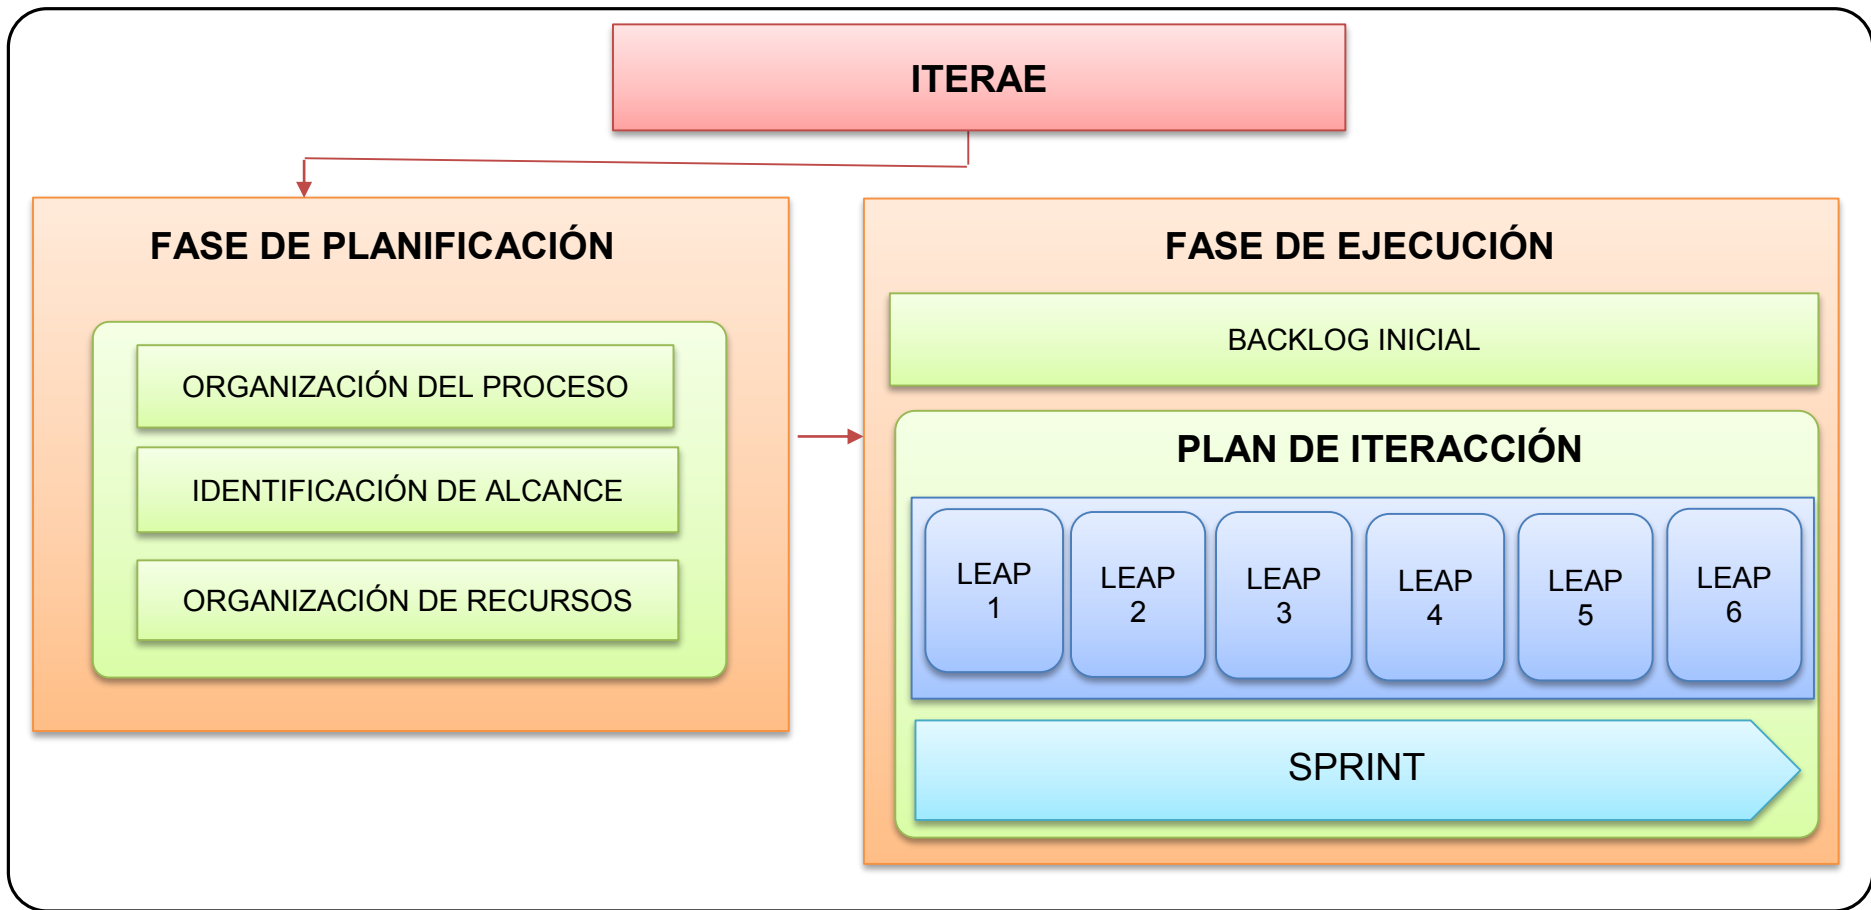 ITERAE
FASE DE PLANIFICACIÓN
ORGANIZACIÓN DEL PROCESO
IDENTIFICACIÓN DE ALCANCE
ORGANIZACIÓN DE RECURSOS
FASE DE EJECUCIÓN
BACKLOG INICIAL
PLAN DE ITERACCIÓN
LEAP
1
LEAP
2
LEAP
3
LEAP
4
LEAP
5
LEAP
6
SPRINT